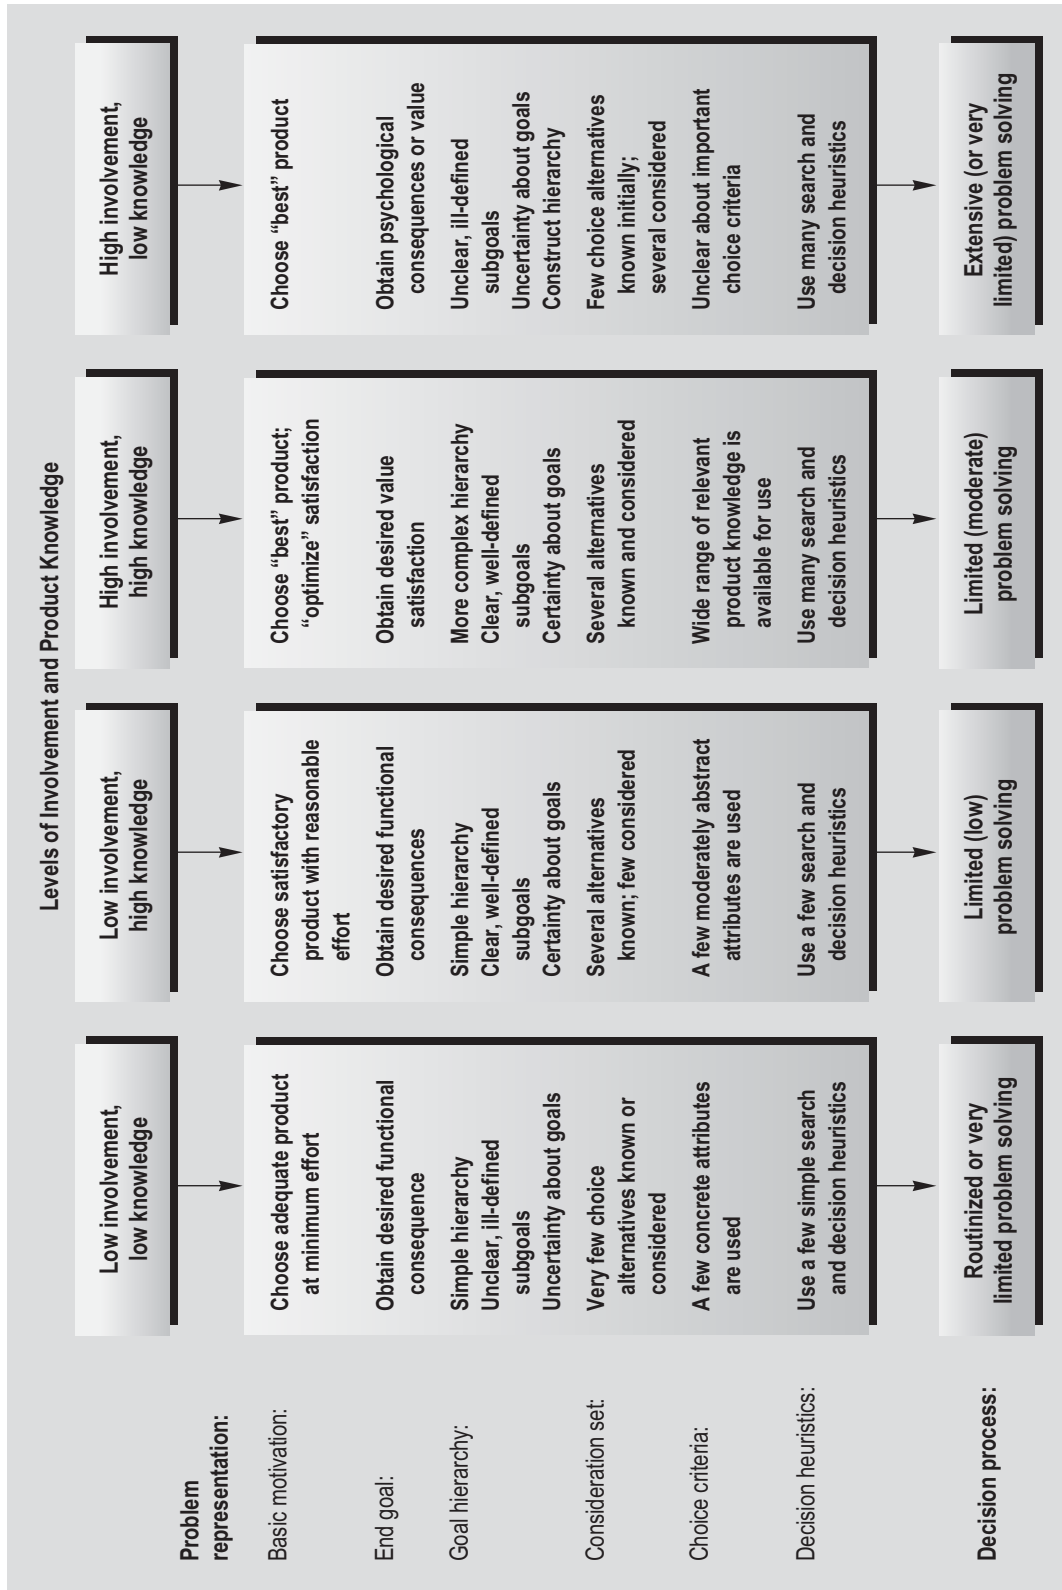 Levels of Involvement and Product Knowledge
Low involvement,
low knowledge
Low involvement,
high knowledge
High involvement,
high knowledge
High involvement,
low knowledge
Problem
representation:
Basic motivation:
Choose adequate product
at minimum effort
Choose satisfactory
product with reasonable
effort
Choose “best” product;
“optimize” satisfaction
Choose “best” product
End goal:
Obtain desired functional
consequence
Obtain desired functional
consequences
Obtain desired value
satisfaction
Obtain psychological
consequences or value
Goal hierarchy:
Simple hierarchy
Unclear, ill-defined
subgoals
Uncertainty about goals
Simple hierarchy
Clear, well-defined
subgoals
Certainty about goals
More complex hierarchy
Clear, well-defined
subgoals
Certainty about goals
Unclear, ill-defined
subgoals
Uncertainty about goals
Construct hierarchy
Consideration set:
Very few choice
alternatives known or
considered
Several alternatives
known; few considered
Several alternatives
known and considered
Few choice alternatives
known initially;
several considered
Choice criteria:
A few concrete attributes
are used
A few moderately abstract
attributes are used
Wide range of relevant
product knowledge is
available for use
Unclear about important
choice criteria
Decision heuristics:
Use a few simple search
and decision heuristics
Use a few search and
decision heuristics
Use many search and
decision heuristics
Use many search and
decision heuristics
Decision process:
Routinized or very
limited problem solving
Limited (low)
problem solving
Limited (moderate)
problem solving
Extensive (or very
limited) problem solving